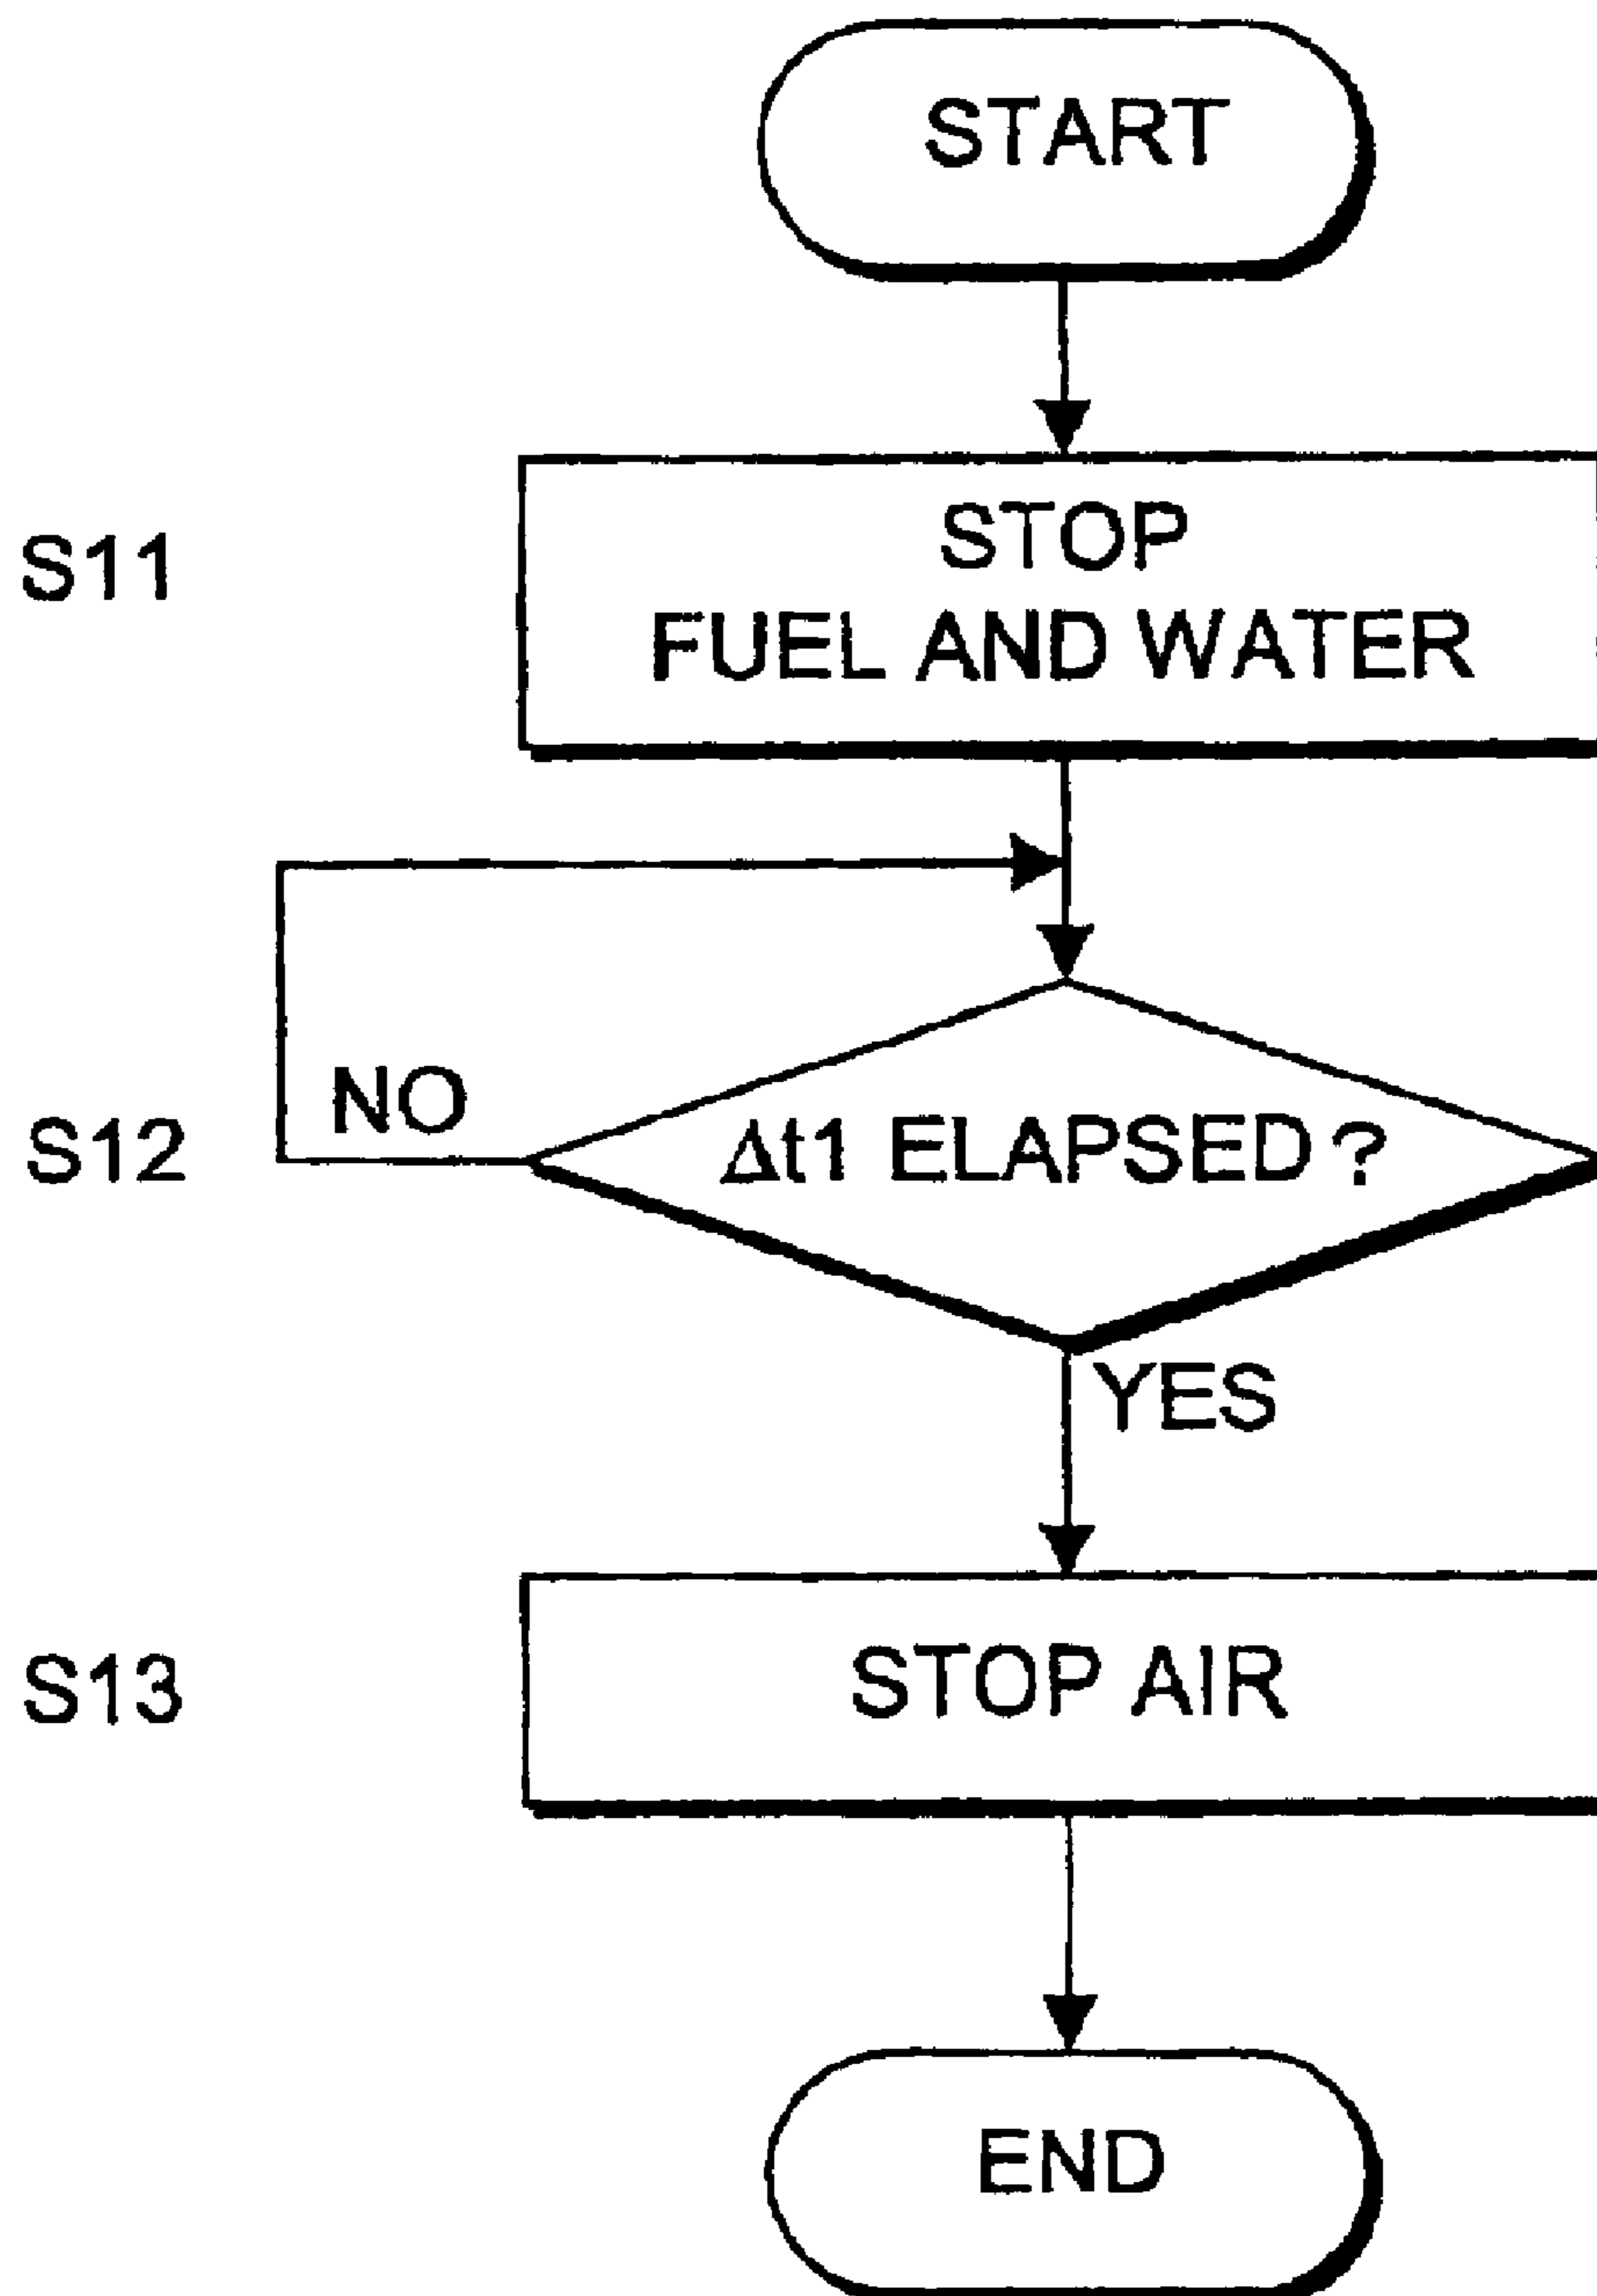 START
S11
STOP
FUEL AND WATER
NO
S12
Δt1 ELAPSED ?
YES
S13
STOP AIR
END